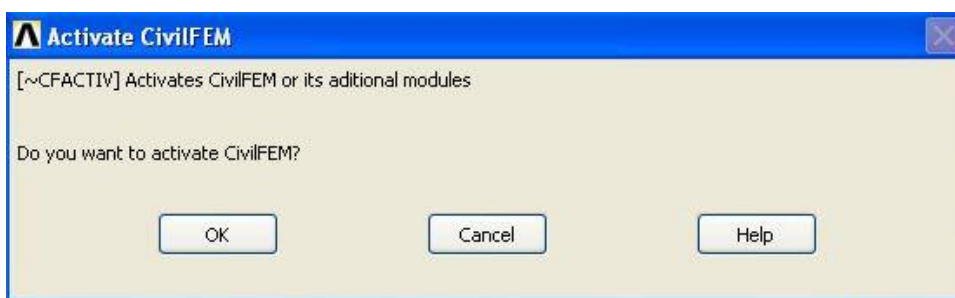 Activate CivilFEM
[~CFACTIV] Activates CivilFEM or its aditional modules
Do you want to activate CivilFEM?
OK Cancel Help